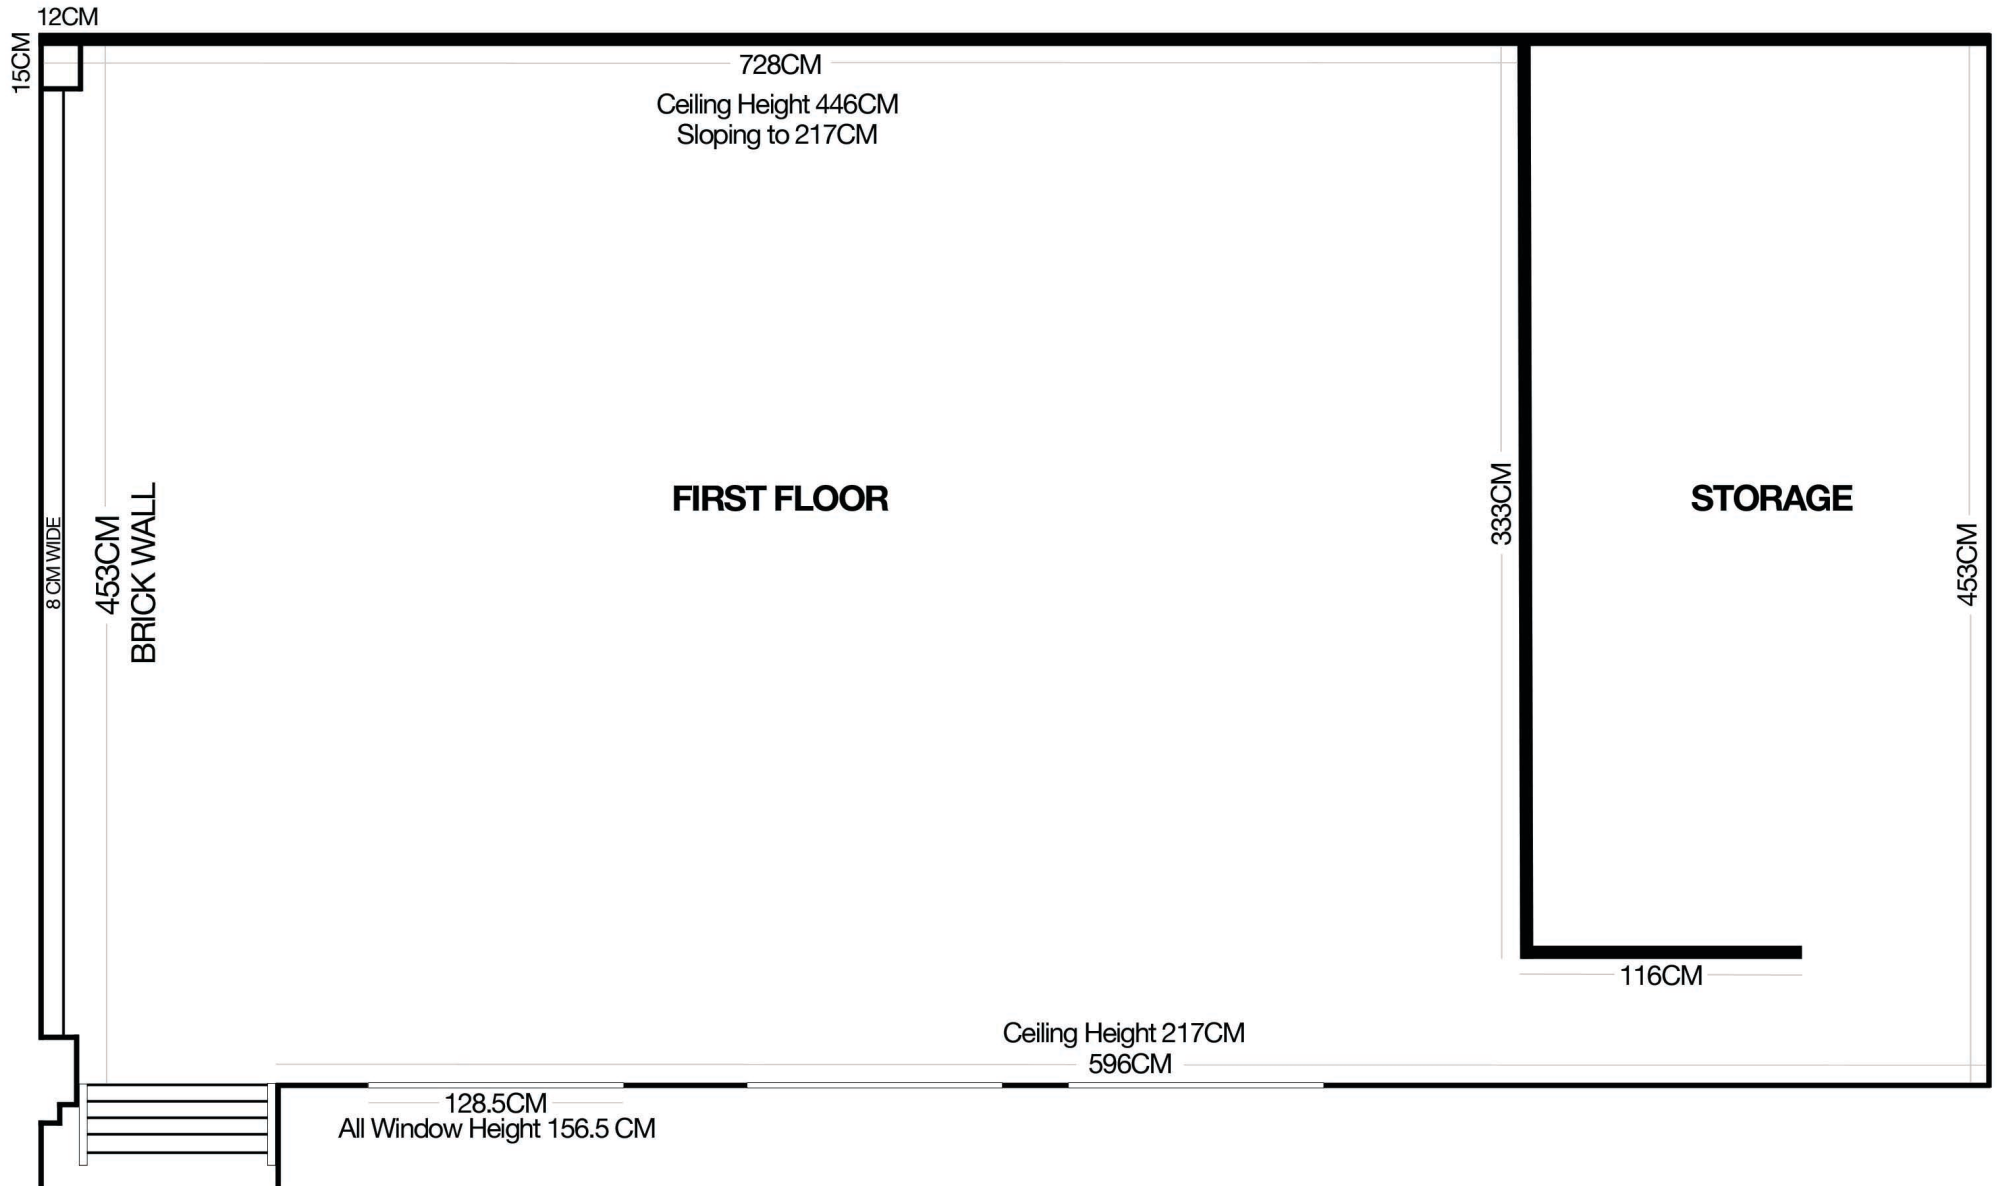 12CM
15CM
728CM
Ceiling Height 446CM
Sloping to 217CM
FIRST FLOOR
STORAGE
8 CM WIDE
453CM
BRICK WALL
333CM
453CM
116CM
Ceiling Height 217CM
596CM
128.5CM
All Window Height 156.5 CM